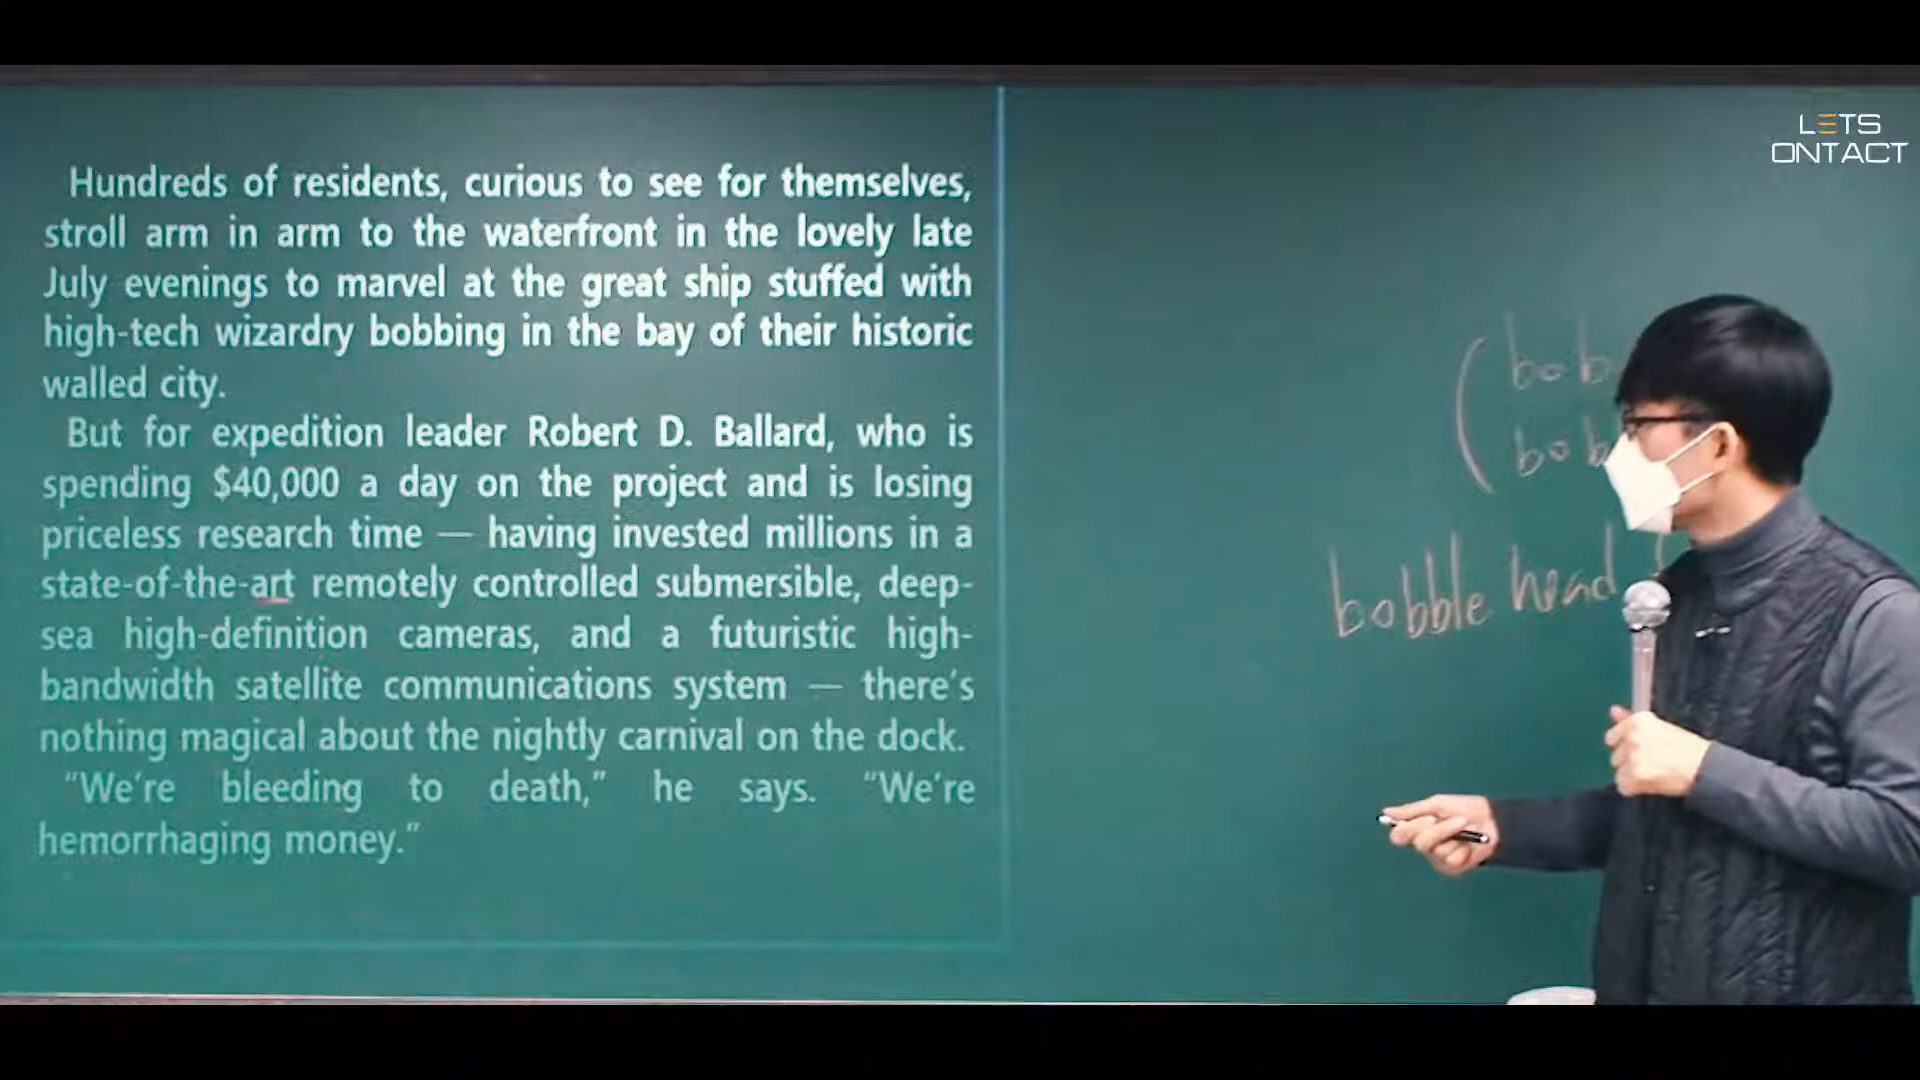 LETS
ONTACT
Hundreds of residents, curious to see for themselves,
stroll arm in arm to the waterfront in the lovely late
July evenings to marvel at the great ship stuffed with
high-tech wizardry bobbing in the bay of their historic
walled city.
But for expedition leader Robert D. Ballard, who is
spending $40,000 a day on the project and is losing
priceless research time — having invested millions in a
state-of-the-art remotely controlled submersible, deep-
sea high-definition cameras, and a futuristic high-
bandwidth satellite communications system — there's
nothing magical about the nightly carnival on the dock.
“We're bleeding to death,” he says. “We're
hemorrhaging money.”
bobble head